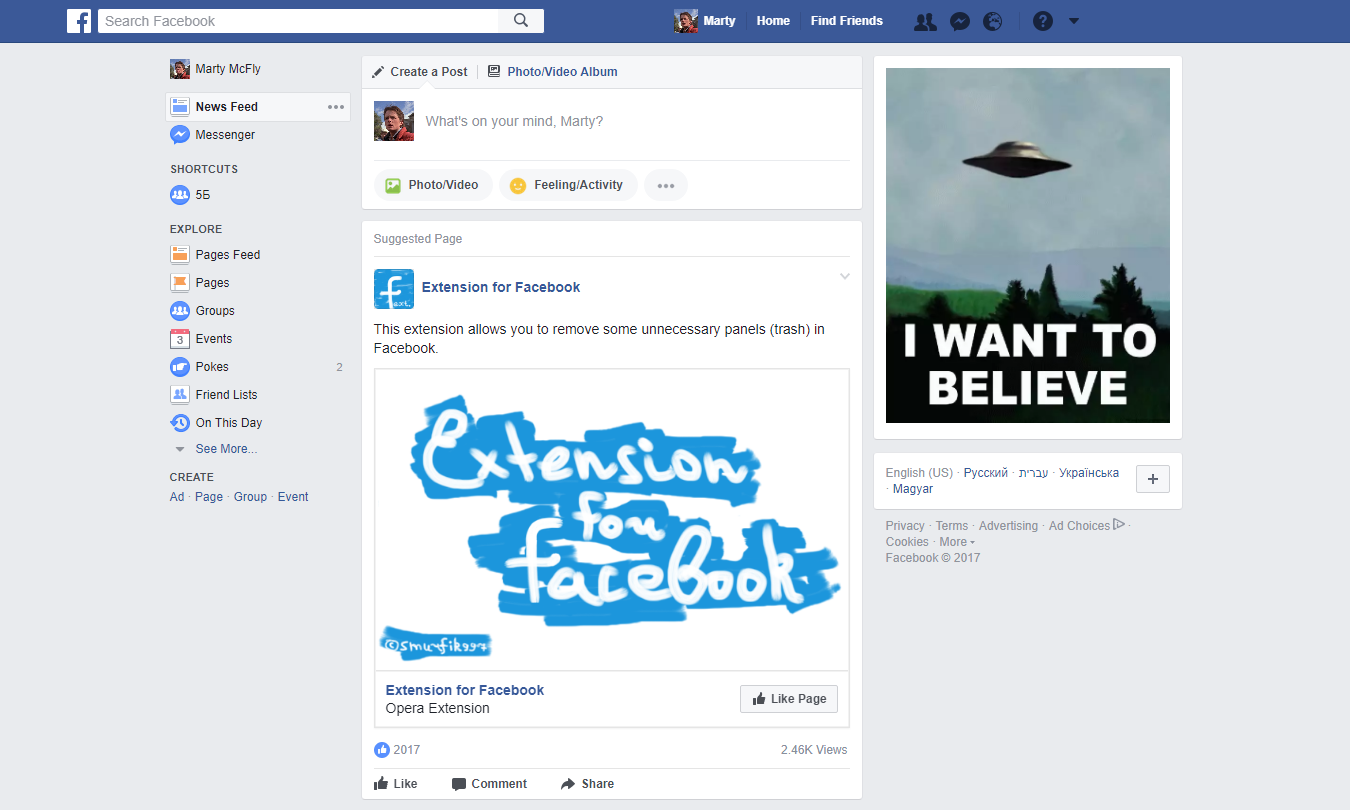 Search Facebook
Marty
Home
Find Friends
Marty McFly
News Feed
Messenger
SHORTCUTS
5Б
EXPLORE
Pages Feed
Pages
Groups
3 Events
Pokes 2
Friend Lists
On This Day
See More...
CREATE
Ad · Page · Group · Event
Create a Post
Photo/Video Album
What's on your mind, Marty?
Photo/Video
Feeling/Activity
Suggested Page
f ext.
Extension for Facebook
This extension allows you to remove some unnecessary panels (trash) in
Facebook.
Extension
for
facebook
©smurfik997
Extension for Facebook
Opera Extension
Like Page
2017
2.46K Views
Like
Comment
Share
I WANT TO
BELIEVE
English (US) · Русский · עברית · Українська
· Magyar
Privacy · Terms · Advertising · Ad Choices ·
Cookies · More
Facebook © 2017